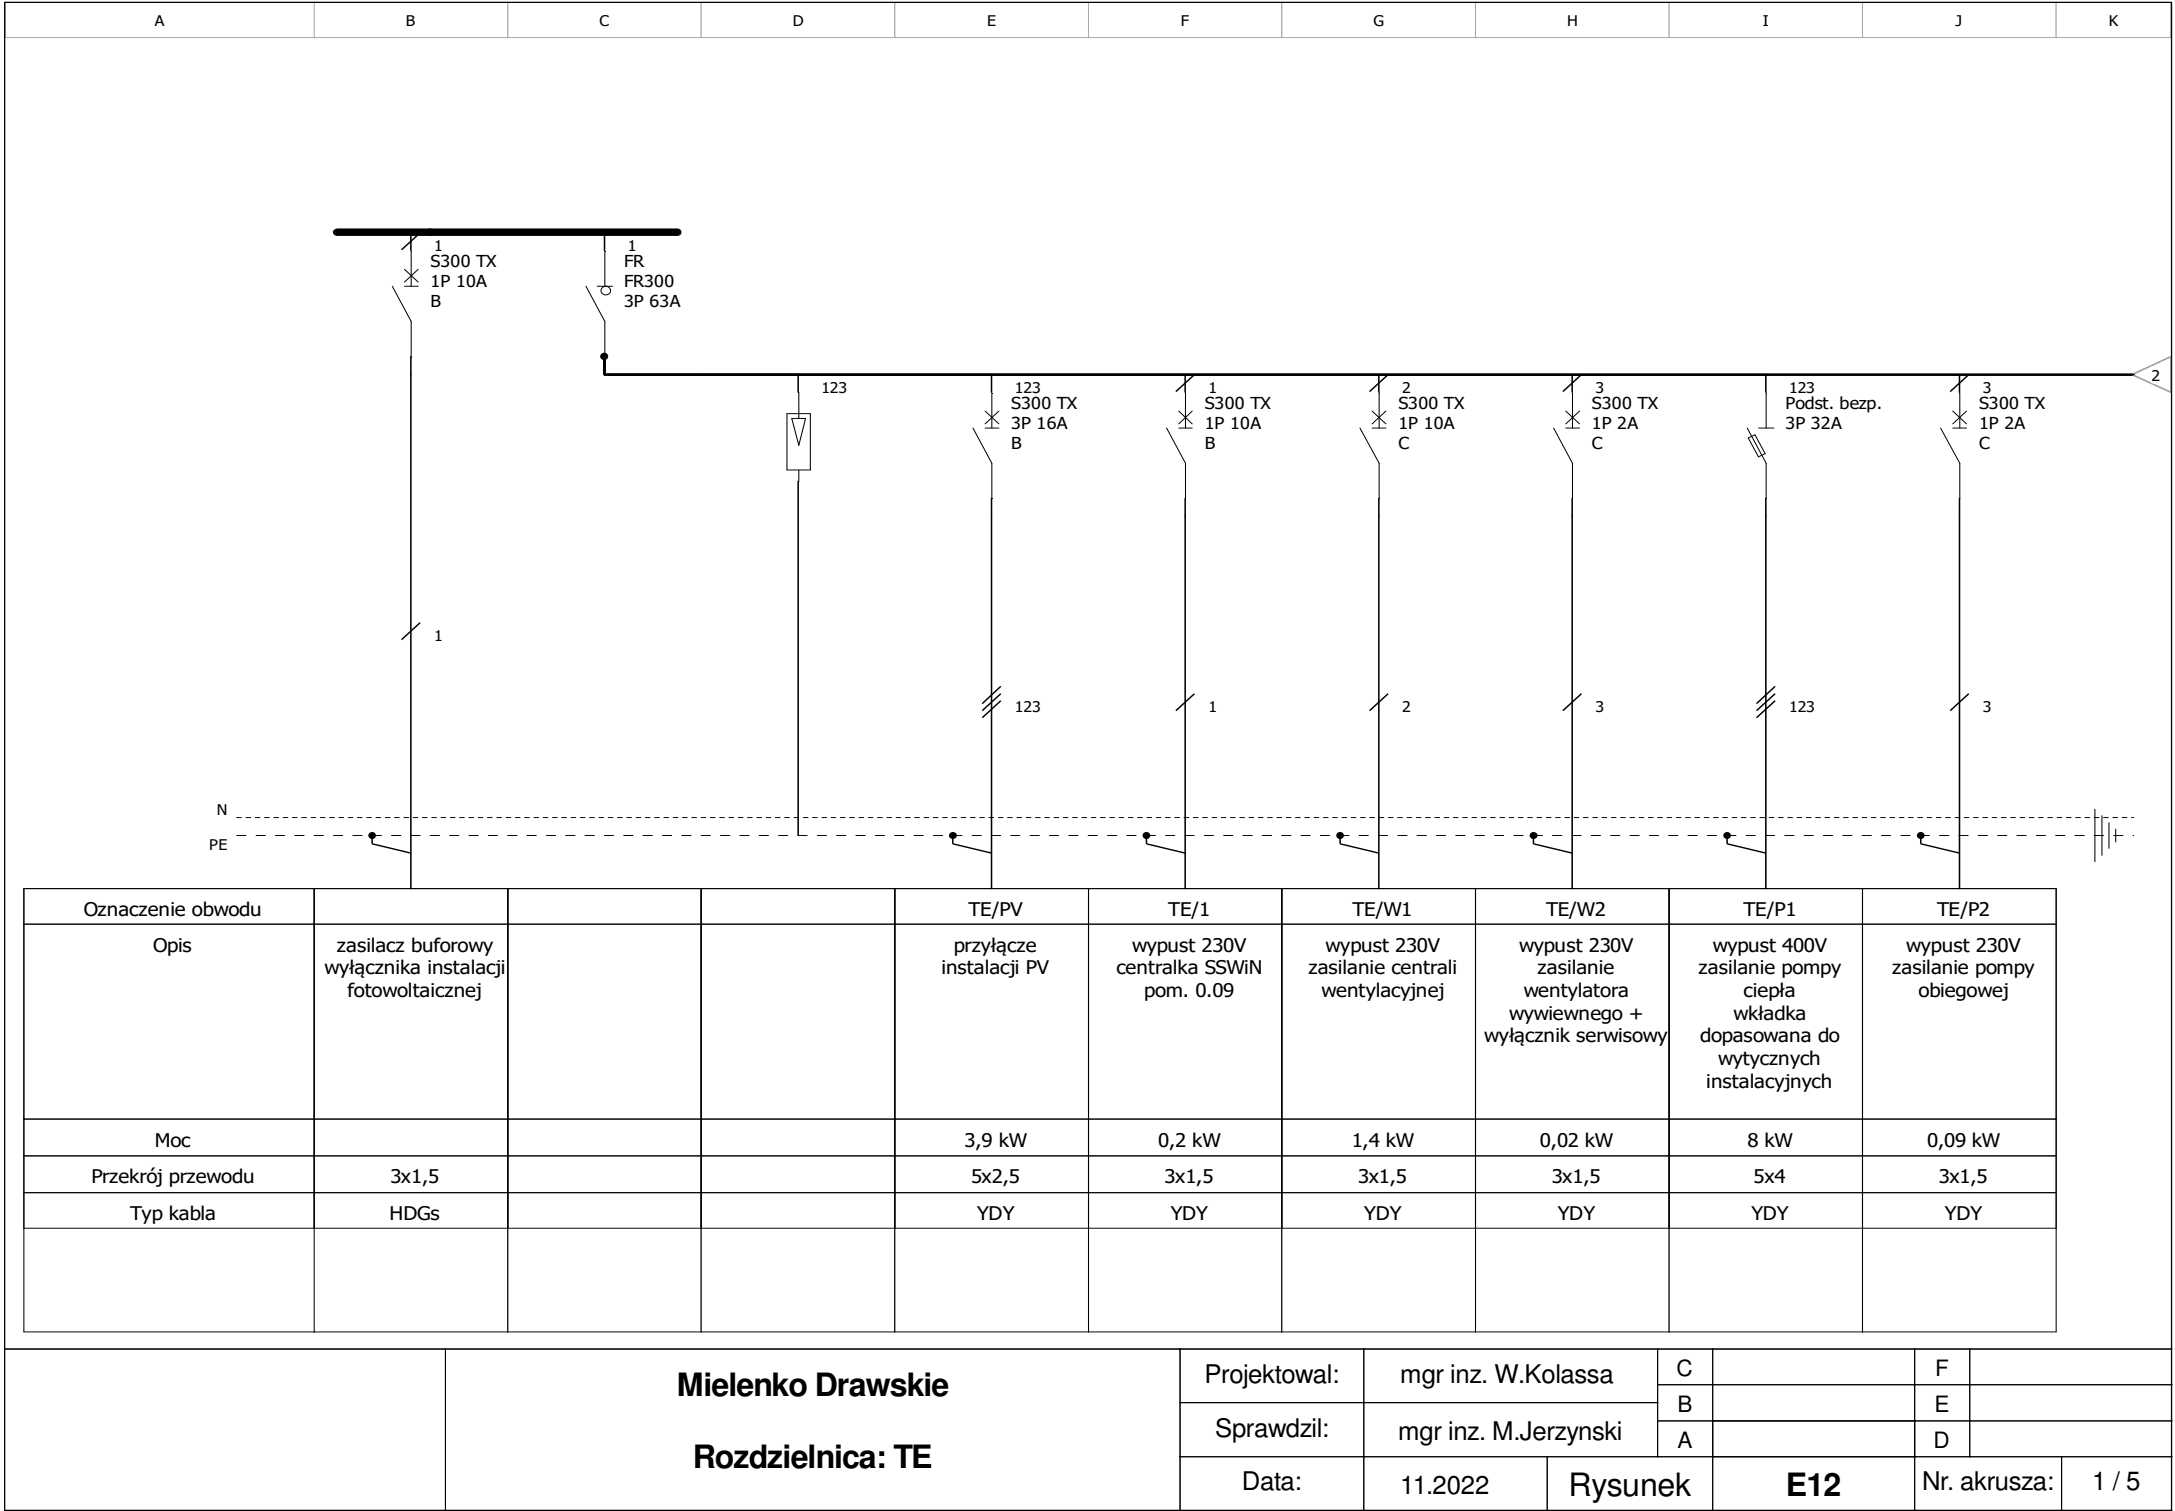 A B C D E F G H I J K
1
S300 TX
1P 10A
B
1
FR
FR300
3P 63A
2
123
123
S300 TX
3P 16A
B
1
S300 TX
1P 10A
B
2
S300 TX
1P 10A
C
3
S300 TX
1P 2A
C
123
Podst. bezp.
3P 32A
3
S300 TX
1P 2A
C
1
123
1
2
3
123
3
N
PE
Oznaczenie obwodu TE/PV TE/1 TE/W1 TE/W2 TE/P1 TE/P2
Opis
zasilacz buforowy
wyłącznika instalacji
fotowoltaicznej
przyłącze
instalacji PV
wypust 230V
centralka SSWiN
pom. 0.09
wypust 230V
zasilanie centrali
wentylacyjnej
wypust 230V
zasilanie
wentylatora
wywiewnego +
wyłącznik serwisowy
wypust 400V
zasilanie pompy
ciepła
wkładka
dopasowana do
wytycznych
instalacyjnych
wypust 230V
zasilanie pompy
obiegowej
Moc 3,9 kW 0,2 kW 1,4 kW 0,02 kW 8 kW 0,09 kW
Przekrój przewodu 3x1,5 5x2,5 3x1,5 3x1,5 3x1,5 5x4 3x1,5
Typ kabla HDGs YDY YDY YDY YDY YDY YDY
Mielenko Drawskie
Rozdzielnica: TE
Projektowal: mgr inz. W.Kolassa
Sprawdzil: mgr inz. M.Jerzynski
C F
B E
A D
Data: 11.2022 Rysunek E12 Nr. akrusza: 1 / 5